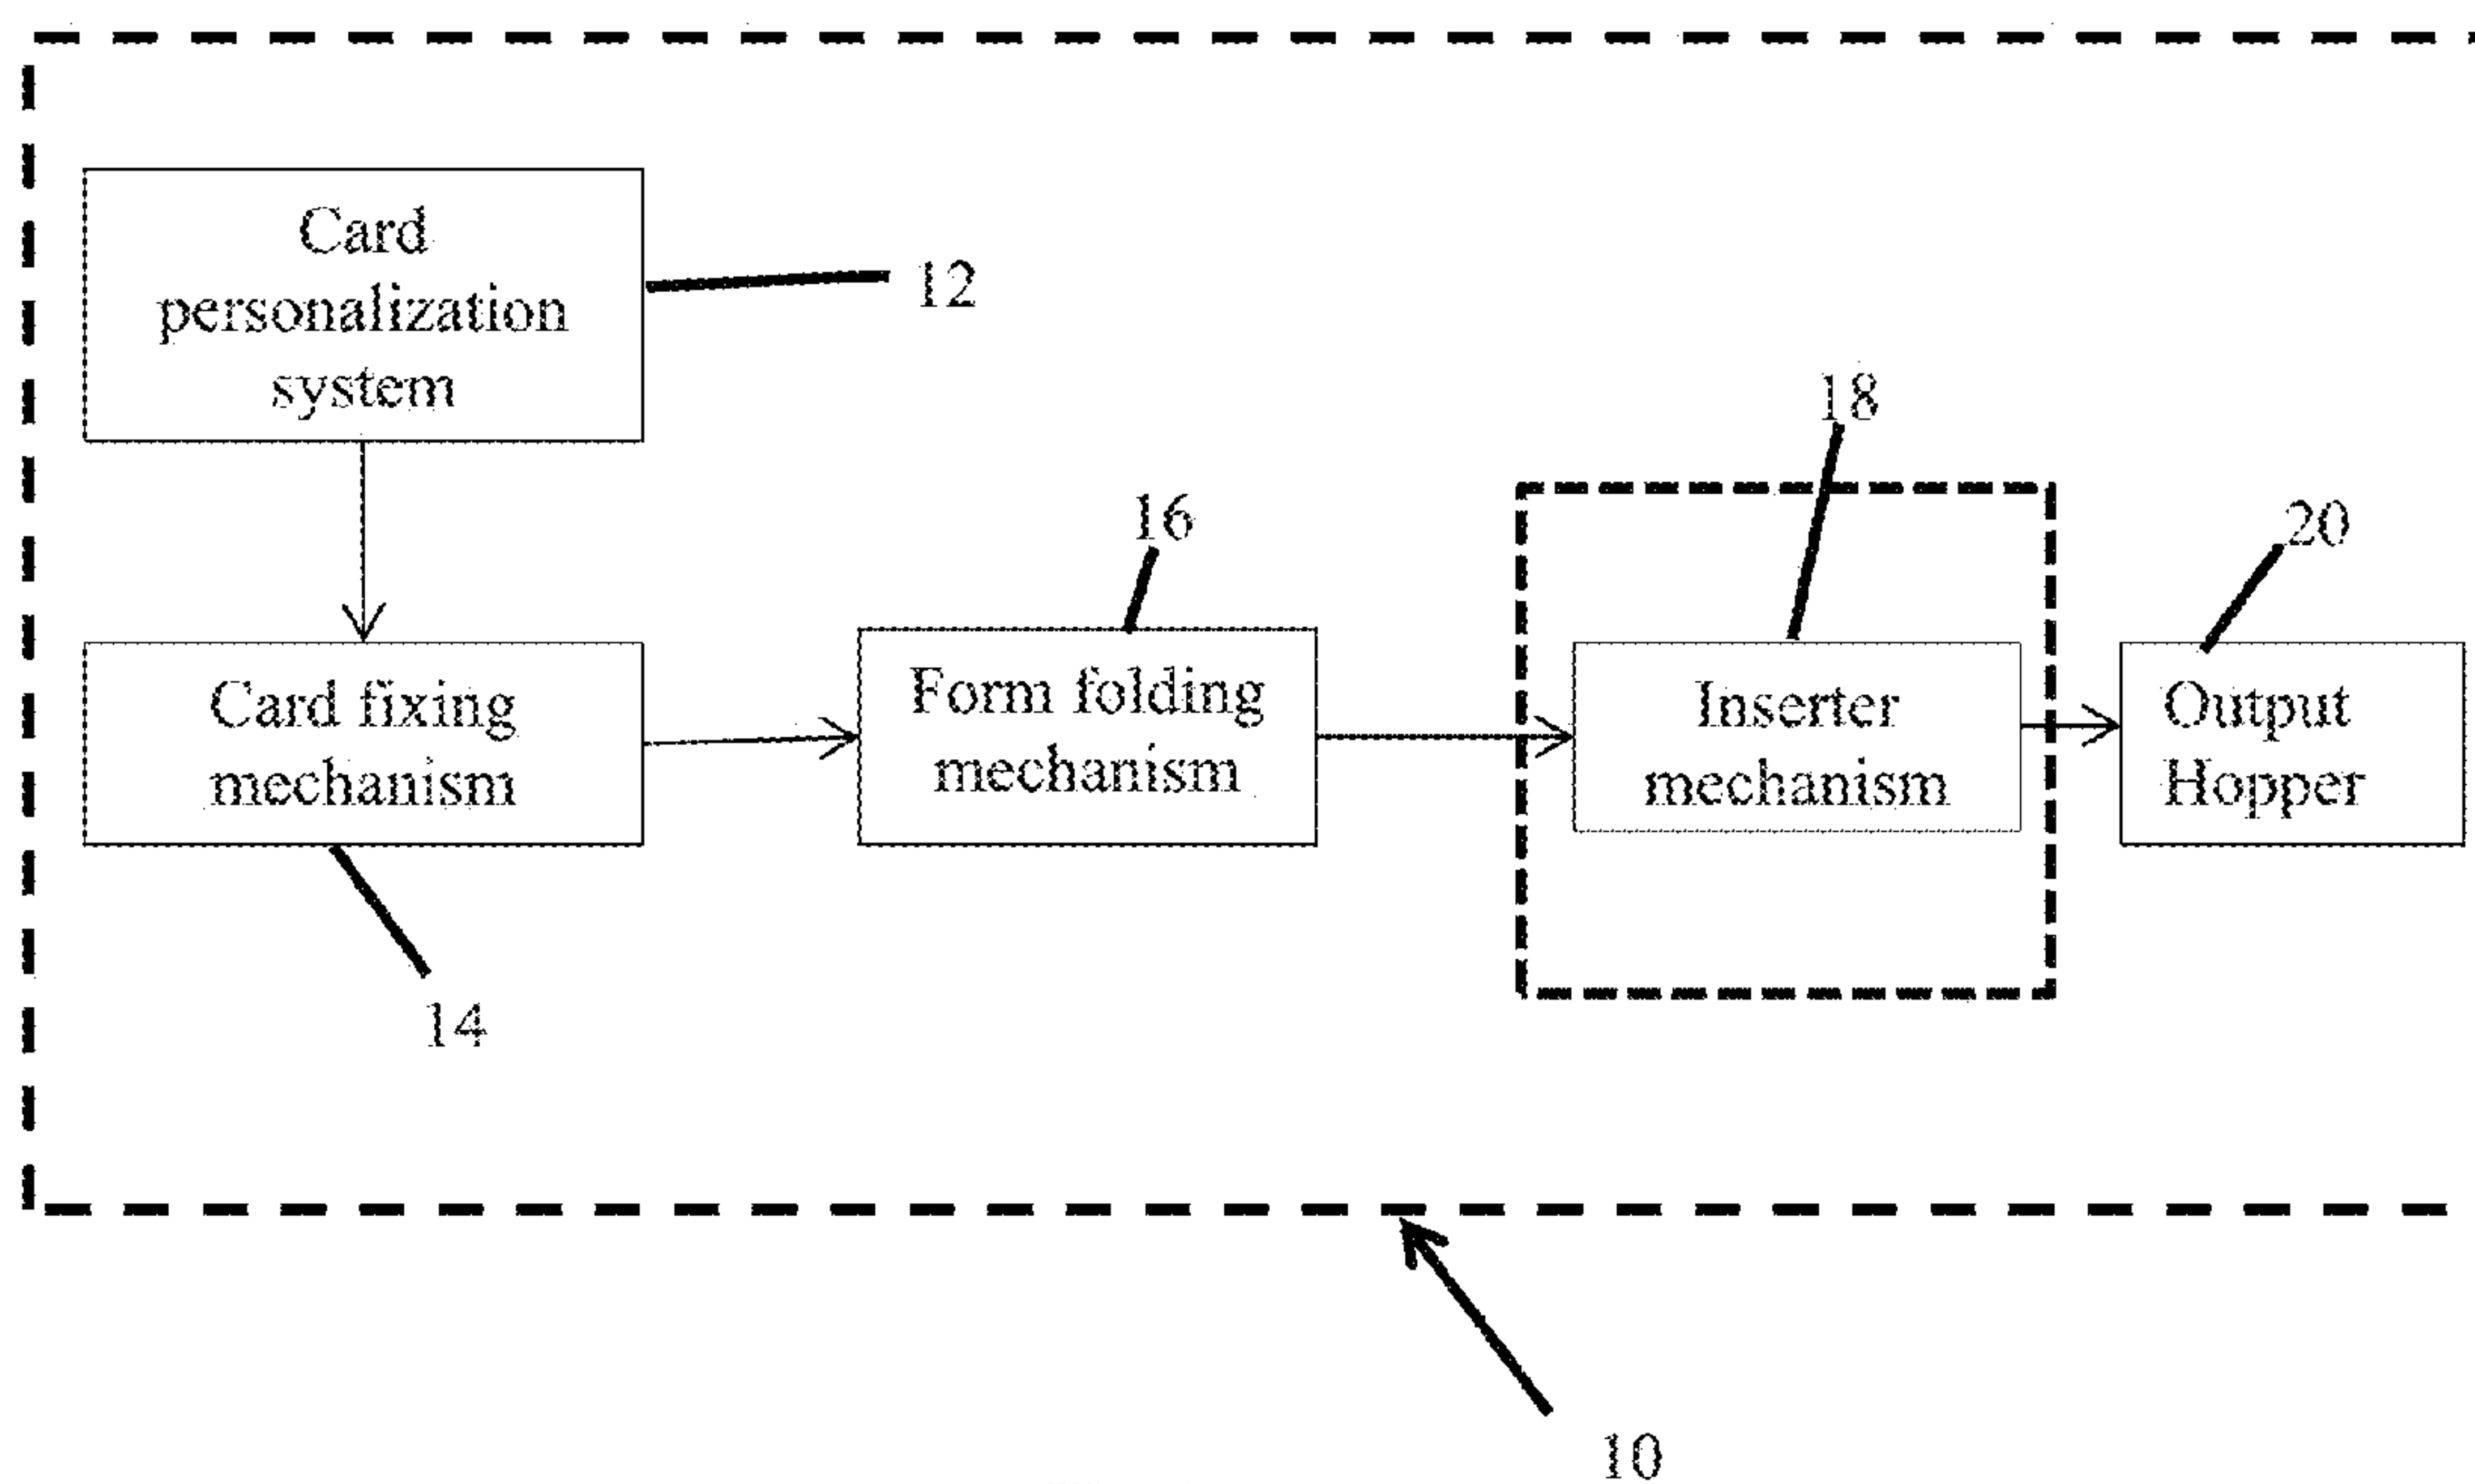 Card
personalization
system
12
18
16
20
Card fixing
mechanism
Form folding
mechanism
Inserter
mechanism
Output
Hopper
14
10